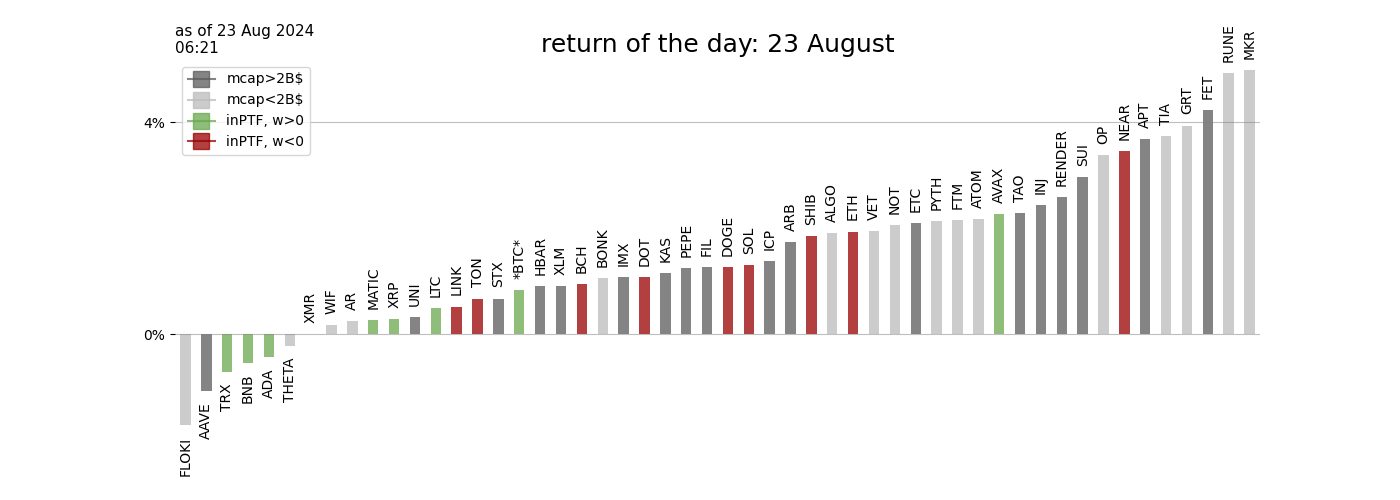 as of 23 Aug 2024
06:21
return of the day: 23 August
mcap>2B$
mcap<2B$
inPTF, w>0
inPTF, w<0
4%
0%
FLOKI
AAVE
TRX
BNB
ADA
THETA
XMR
WIF
AR
MATIC
XRP
UNI
LTC
LINK
TON
STX
*BTC*
HBAR
XLM
BCH
BONK
IMX
DOT
KAS
PEPE
FIL
DOGE
SOL
ICP
ARB
SHIB
ALGO
ETH
VET
NOT
ETC
PYTH
FTM
ATOM
AVAX
TAO
INJ
RENDER
SUI
OP
NEAR
APT
TIA
GRT
FET
RUNE
MKR